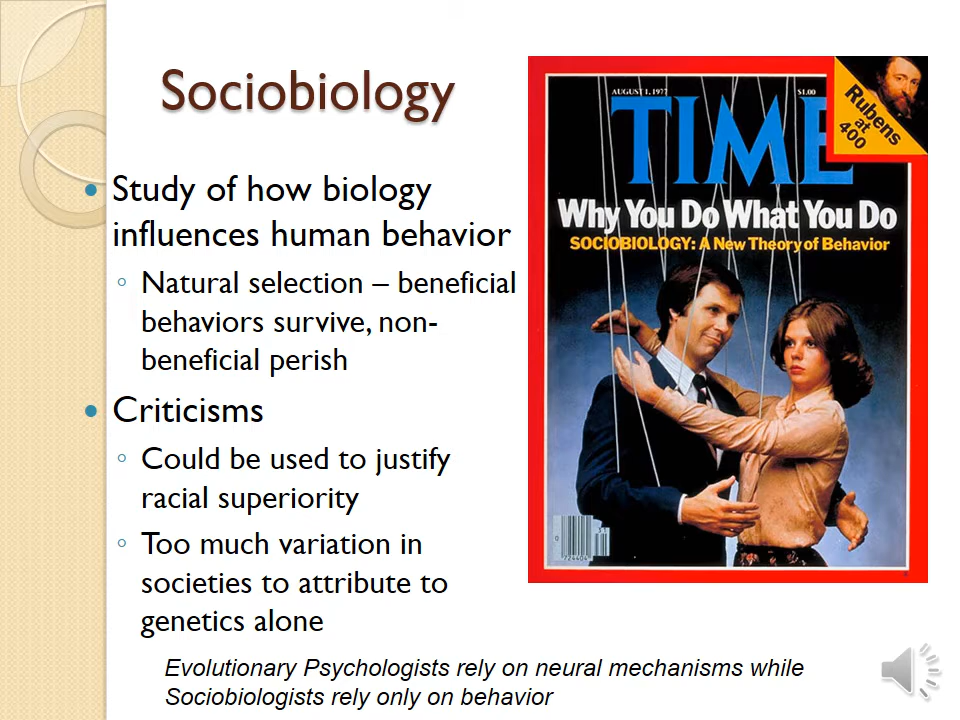 Sociobiology
Study of how biology
influences human behavior
Natural selection – beneficial
behaviors survive, non-
beneficial perish
Criticisms
Could be used to justify
racial superiority
Too much variation in
societies to attribute to
genetics alone
Evolutionary Psychologists rely on neural mechanisms while
Sociobiologists rely only on behavior
AUGUST 1, 1977
$1.00
TIME
Rubens
at
400
Why You Do What You Do
SOCIOBIOLOGY: A New Theory of Behavior